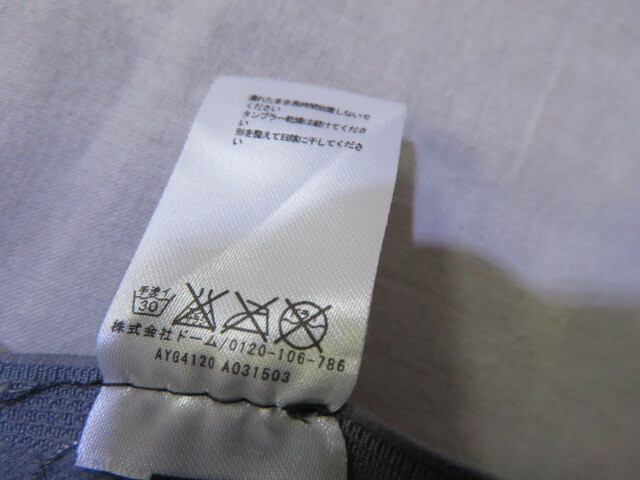 濡れたまま長時間放置しないで
ください
タンブラー乾燥は避けてくださ
い
形を整えて日陰に干してくださ
い
手洗イ
30
株式会社ドーム/0120-106-786
AYG4120 A031503